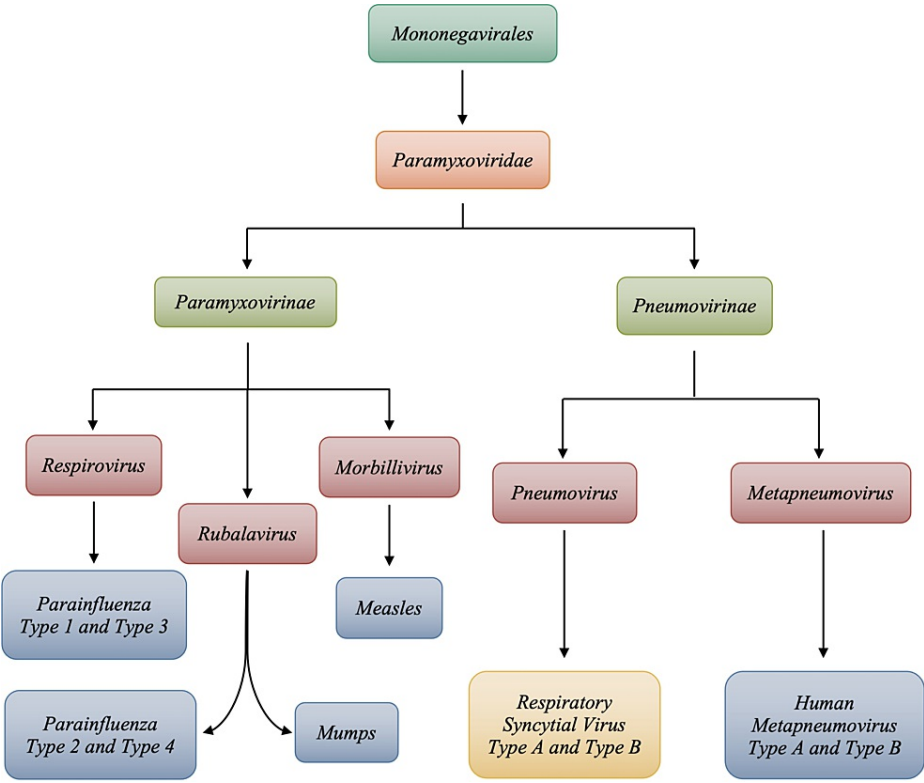 Mononegavirales
Paramyxoviridae
Paramyxovirinae
Pneumovirinae
Respirovirus
Morbillivirus
Pneumovirus
Metapneumovirus
Rubalavirus
Parainfluenza
Type 1 and Type 3
Measles
Parainfluenza
Type 2 and Type 4
Mumps
Respiratory
Syncytial Virus
Type A and Type B
Human
Metapneumovirus
Type A and Type B